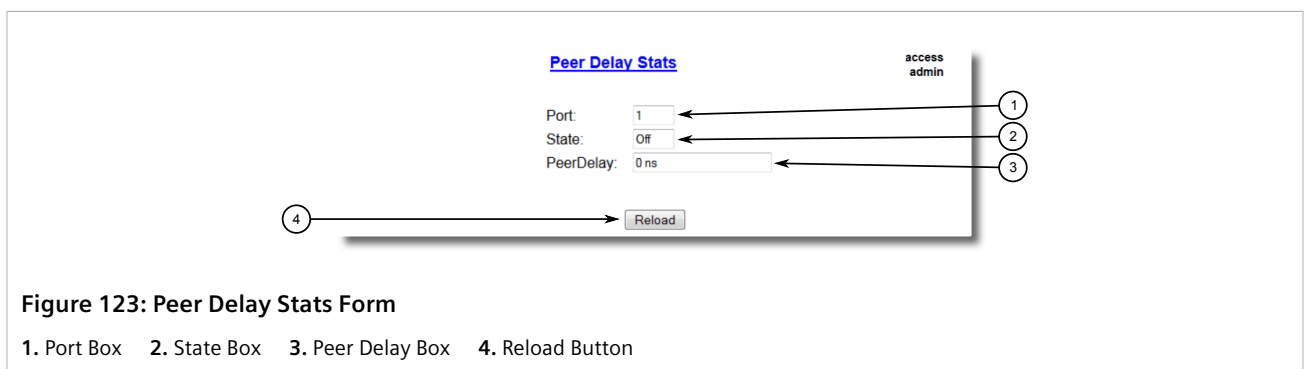 Peer Delay Stats
access
admin
Port: 1
1
State: Off
2
PeerDelay: 0 ns
3
4
Reload
Figure 123: Peer Delay Stats Form
1. Port Box 2. State Box 3. Peer Delay Box 4. Reload Button